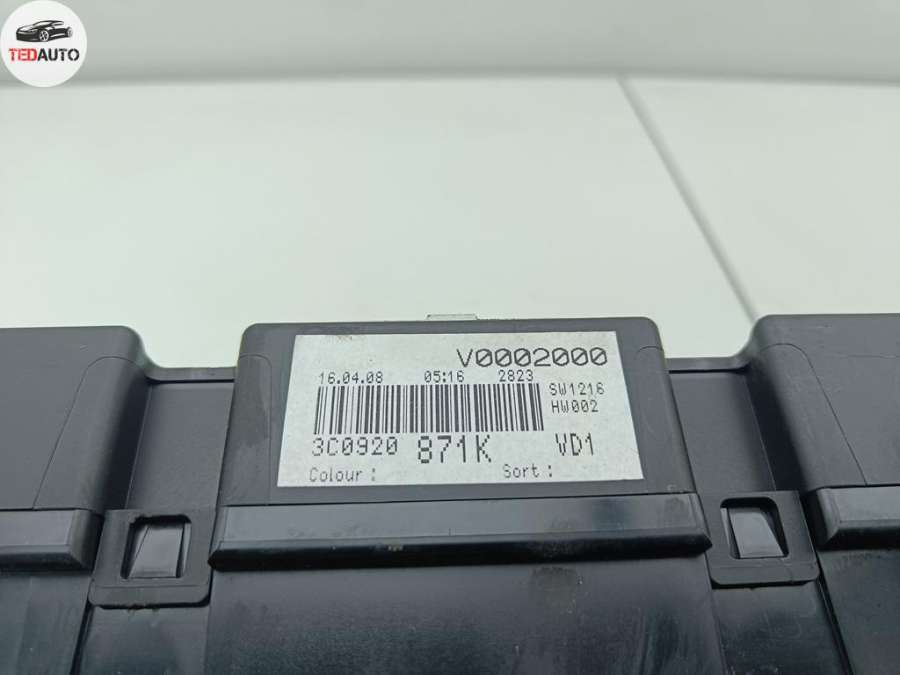 TEDAUTO
V0002000
16.04.08 05:16 2823
SW1216
HW002
3C0920 871K VD1
Colour : Sort :